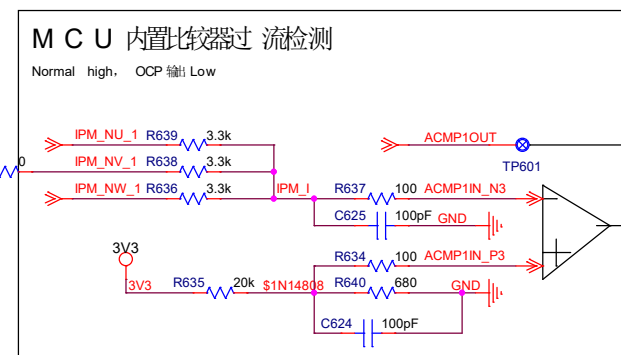 MCU 内置比较器过 流检测
Normal high， OCP 输出 Low
IPM_NU_1 R639 3.3k
ACMP1OUT
0 IPM_NV_1 R638 3.3k
TP601
IPM_NW_1 R636 3.3k IPM_I R637 100 ACMP1IN_N3
C625 100pF GND
3V3
R634 100 ACMP1IN_P3
3V3 R635 20k $1N14808 R640 680 GND
C624 100pF